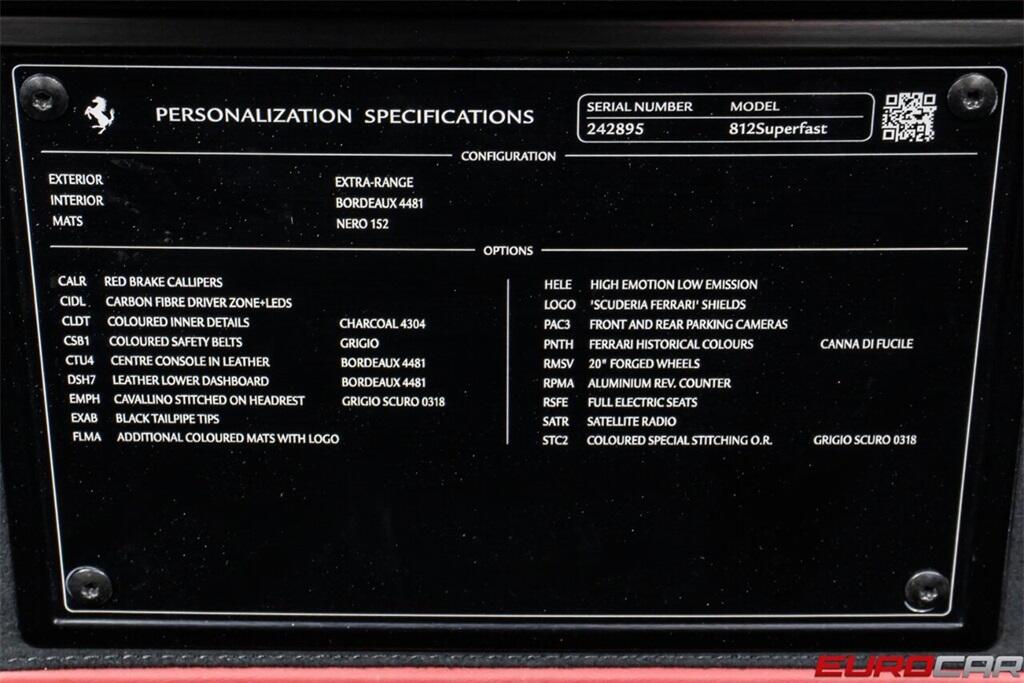 PERSONALIZATION SPECIFICATIONS
SERIAL NUMBER MODEL
242895 812Superfast
CONFIGURATION
EXTERIOR EXTRA-RANGE
INTERIOR BORDEAUX 4481
MATS NERO 152
OPTIONS
CALR RED BRAKE CALLIPERS
CIDL CARBON FIBRE DRIVER ZONE+LEDS
CLDT COLOURED INNER DETAILS CHARCOAL 4304
CSB1 COLOURED SAFETY BELTS GRIGIO
CTU4 CENTRE CONSOLE IN LEATHER BORDEAUX 4481
DSH7 LEATHER LOWER DASHBOARD BORDEAUX 4481
EMPH CAVALLINO STITCHED ON HEADREST GRIGIO SCURO 0318
EXAB BLACK TAILPIPE TIPS
FLMA ADDITIONAL COLOURED MATS WITH LOGO
HELE HIGH EMOTION LOW EMISSION
LOGO 'SCUDERIA FERRARI' SHIELDS
PAC3 FRONT AND REAR PARKING CAMERAS
PNTH FERRARI HISTORICAL COLOURS CANNA DI FUCILE
RMSV 20" FORGED WHEELS
RPMA ALUMINIUM REV. COUNTER
RSFE FULL ELECTRIC SEATS
SATR SATELLITE RADIO
STC2 COLOURED SPECIAL STITCHING O.R. GRIGIO SCURO 0318
EUROCAR